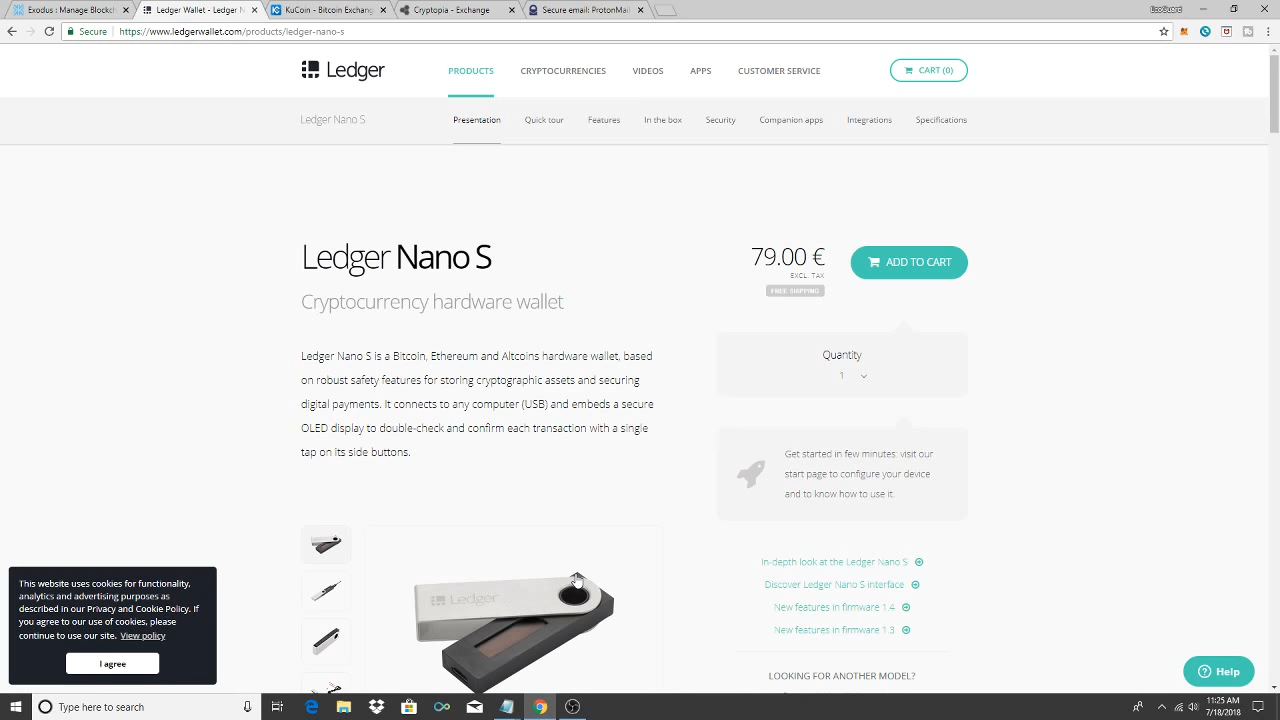 Exodus : Manage Blockch
Ledger Wallet - Ledger N
KuCoin - Bitcoin Exchang
Cryptopia - Exchange
Secure email: ProtonMail
Secure
https://www.ledgerwallet.com/products/ledger-nano-s
Ledger
PRODUCTS
CRYPTOCURRENCIES
VIDEOS
APPS
CUSTOMER SERVICE
CART (0)
Ledger Nano S
Presentation
Quick tour
Features
In the box
Security
Companion apps
Integrations
Specifications
Ledger Nano S
79.00 €
EXCL. TAX
FREE SHIPPING
ADD TO CART
Cryptocurrency hardware wallet
Ledger Nano S is a Bitcoin, Ethereum and Altcoins hardware wallet, based
on robust safety features for storing cryptographic assets and securing
digital payments. It connects to any computer (USB) and embeds a secure
OLED display to double-check and confirm each transaction with a single
tap on its side buttons.
Quantity
1
Get started in few minutes: visit our
start page to configure your device
and to know how to use it.
In-depth look at the Ledger Nano S
Discover Ledger Nano S interface
New features in firmware 1.4
New features in firmware 1.3
LOOKING FOR ANOTHER MODEL?
Ledger
This website uses cookies for functionality,
analytics and advertising purposes as
described in our Privacy and Cookie Policy. If
you agree to our use of cookies, please
continue to use our site. View policy
I agree
Help
Type here to search
11:25 AM
7/18/2018